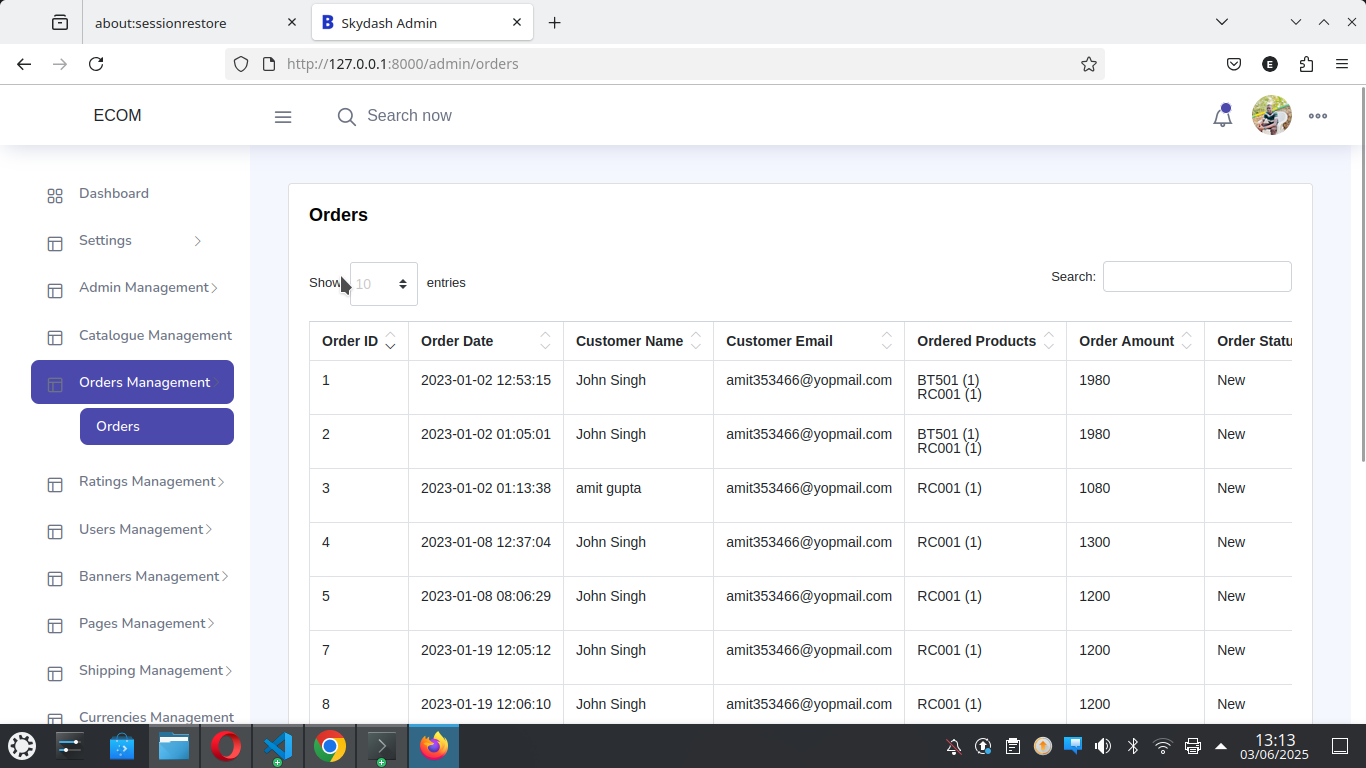 about:sessionrestore
Skydash Admin
http://127.0.0.1:8000/admin/orders
E
ECOM
Search now
Dashboard
Settings
Admin Management
Catalogue Management
Orders Management
Orders
Ratings Management
Users Management
Banners Management
Pages Management
Shipping Management
Currencies Management
Orders
Show 10 entries
Search:
Order ID Order Date Customer Name Customer Email Ordered Products Order Amount Order Statu
1 2023-01-02 12:53:15 John Singh amit353466@yopmail.com BT501 (1) 1980 New
RC001 (1)
2 2023-01-02 01:05:01 John Singh amit353466@yopmail.com BT501 (1) 1980 New
RC001 (1)
3 2023-01-02 01:13:38 amit gupta amit353466@yopmail.com RC001 (1) 1080 New
4 2023-01-08 12:37:04 John Singh amit353466@yopmail.com RC001 (1) 1300 New
5 2023-01-08 08:06:29 John Singh amit353466@yopmail.com RC001 (1) 1200 New
7 2023-01-19 12:05:12 John Singh amit353466@yopmail.com RC001 (1) 1200 New
8 2023-01-19 12:06:10 John Singh amit353466@yopmail.com RC001 (1) 1200 New
13:13
03/06/2025